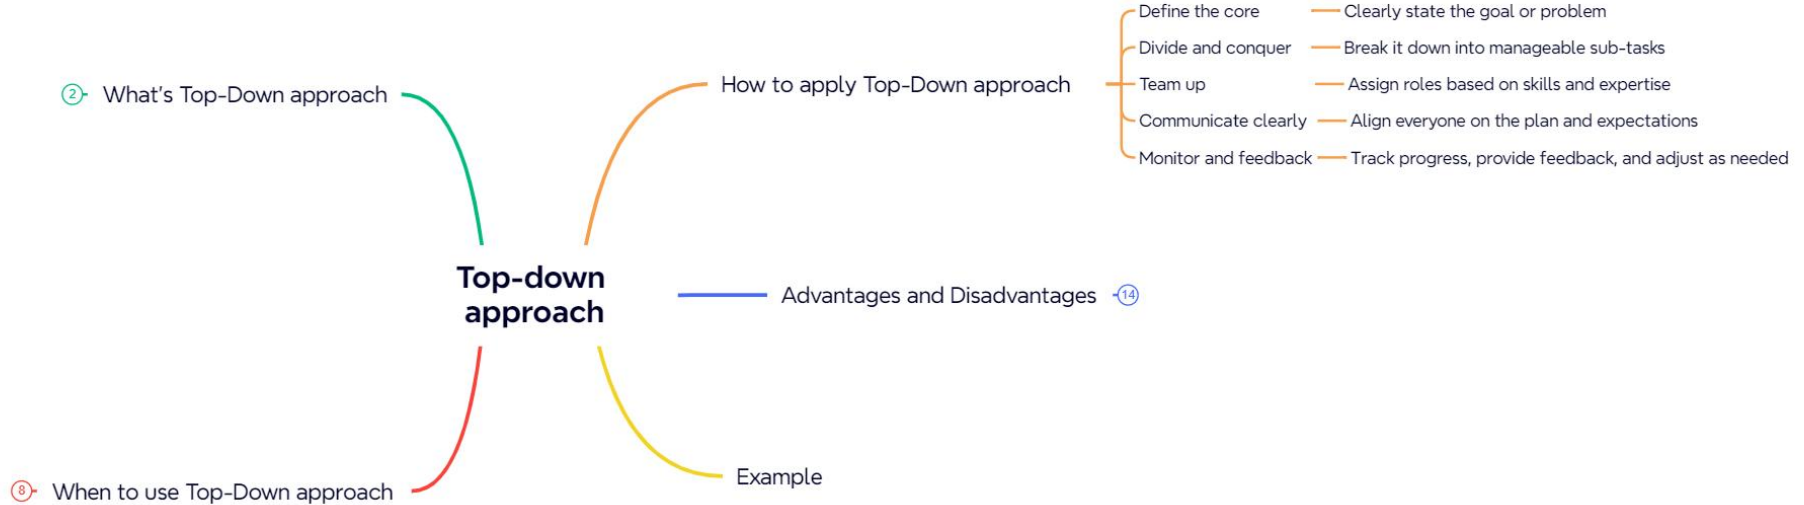 Define the core
Clearly state the goal or problem
Divide and conquer
Break it down into manageable sub-tasks
How to apply Top-Down approach
Team up
Assign roles based on skills and expertise
Communicate clearly
Align everyone on the plan and expectations
Monitor and feedback
Track progress, provide feedback, and adjust as needed
2
What's Top-Down approach
Top-down
approach
Advantages and Disadvantages
14
Example
8
When to use Top-Down approach